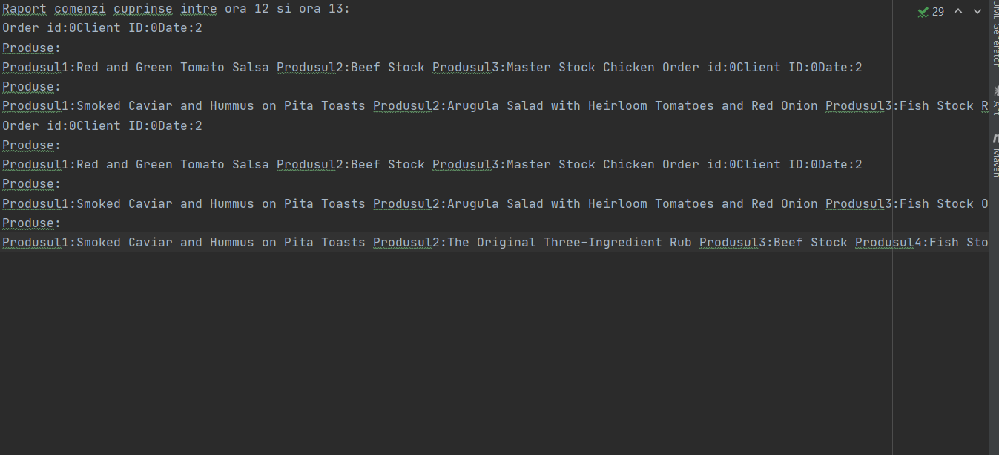 Raport comenzi cuprinse intre ora 12 si ora 13:
Order id:0Client ID:0Date:2
Produse:
Produsul1:Red and Green Tomato Salsa Produsul2:Beef Stock Produsul3:Master Stock Chicken Order id:0Client ID:0Date:2
Produse:
Produsul1:Smoked Caviar and Hummus on Pita Toasts Produsul2:Arugula Salad with Heirloom Tomatoes and Red Onion Produsul3:Fish Stock R
Order id:0Client ID:0Date:2
Produse:
Produsul1:Red and Green Tomato Salsa Produsul2:Beef Stock Produsul3:Master Stock Chicken Order id:0Client ID:0Date:2
Produse:
Produsul1:Smoked Caviar and Hummus on Pita Toasts Produsul2:Arugula Salad with Heirloom Tomatoes and Red Onion Produsul3:Fish Stock O
Produse:
Produsul1:Smoked Caviar and Hummus on Pita Toasts Produsul2:The Original Three-Ingredient Rub Produsul3:Beef Stock Produsul4:Fish Sto
29
UML Generator
Ant
Maven